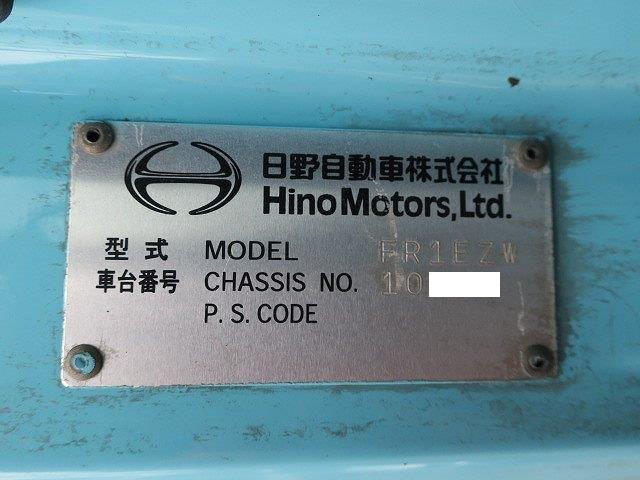 日野自動車株式会社
Hino Motors, Ltd.
型式 MODEL FR1EZW
車台番号 CHASSIS NO. 10
P. S. CODE